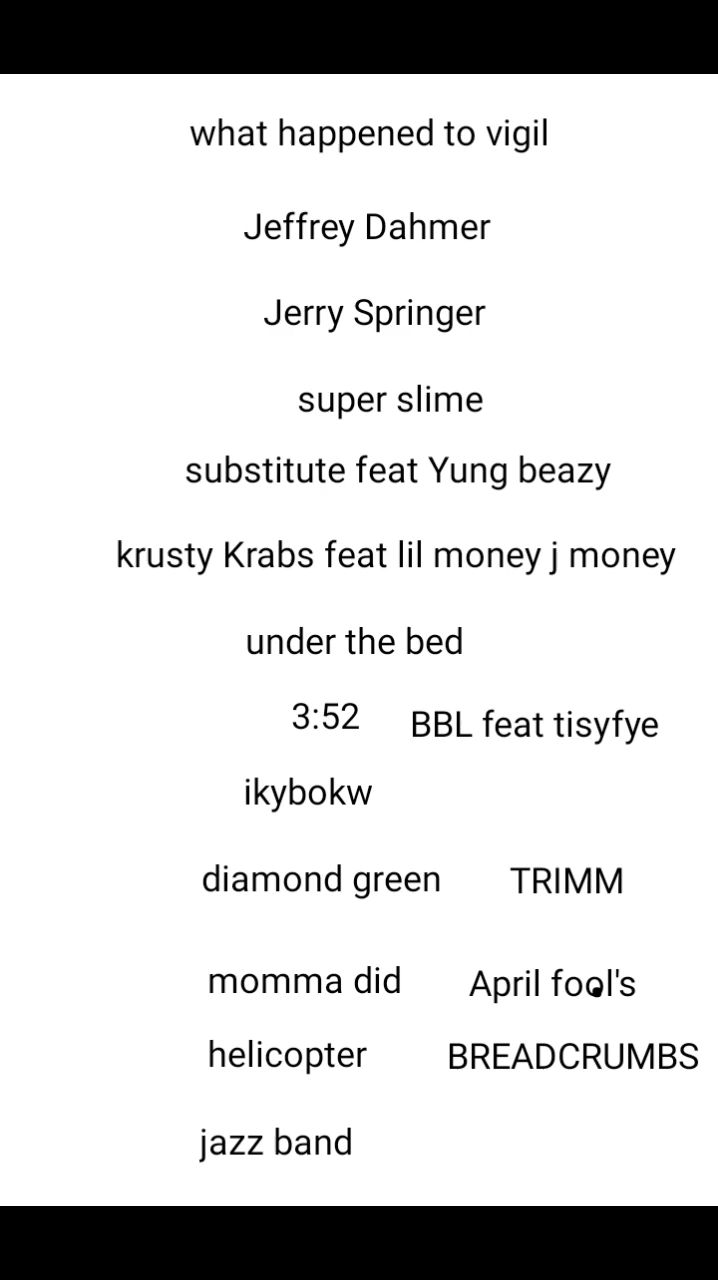 what happened to vigil
Jeffrey Dahmer
Jerry Springer
super slime
substitute feat Yung beazy
krusty Krabs feat lil money j money
under the bed
3:52 BBL feat tisyfye
ikybokw
diamond green TRIMM
momma did April fool's
helicopter BREADCRUMBS
jazz band